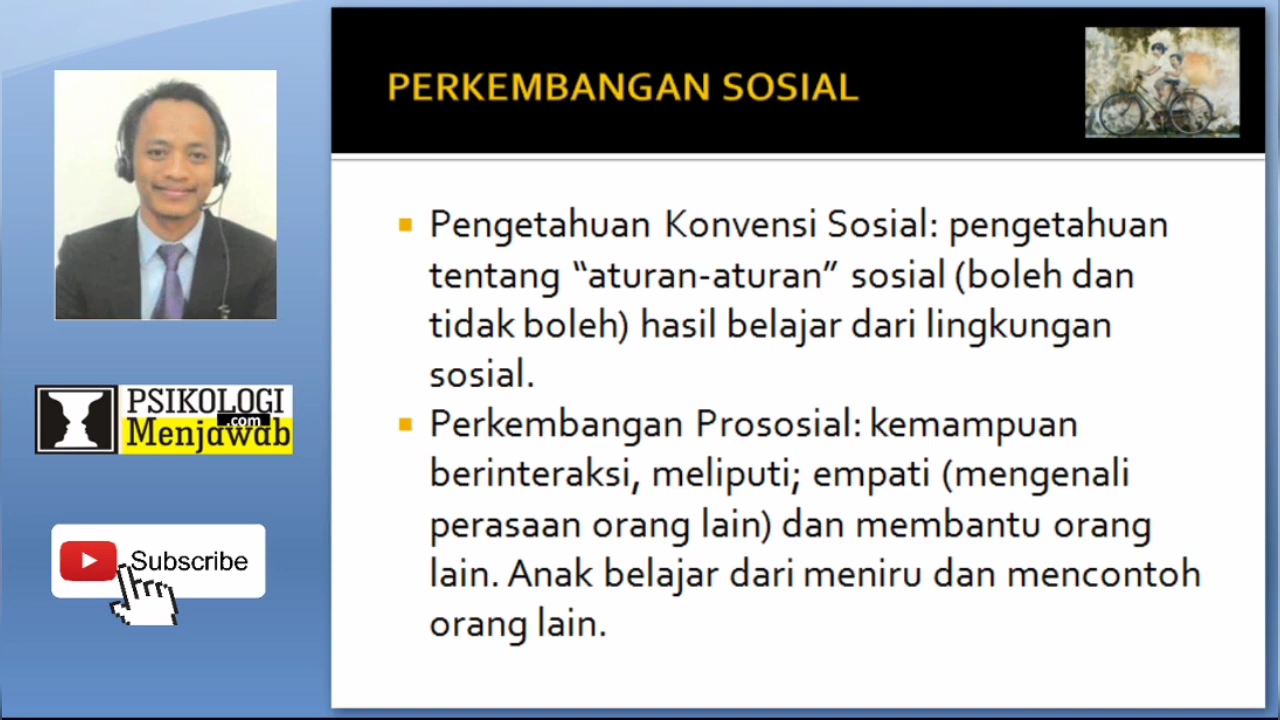 PERKEMBANGAN SOSIAL
Pengetahuan Konvensi Sosial: pengetahuan
tentang “aturan-aturan” sosial (boleh dan
tidak boleh) hasil belajar dari lingkungan
sosial.
Perkembangan Prososial: kemampuan
berinteraksi, meliputi; empati (mengenali
perasaan orang lain) dan membantu orang
lain. Anak belajar dari meniru dan mencontoh
orang lain.
PSIKOLOGI
.com
Menjawab
Subscribe